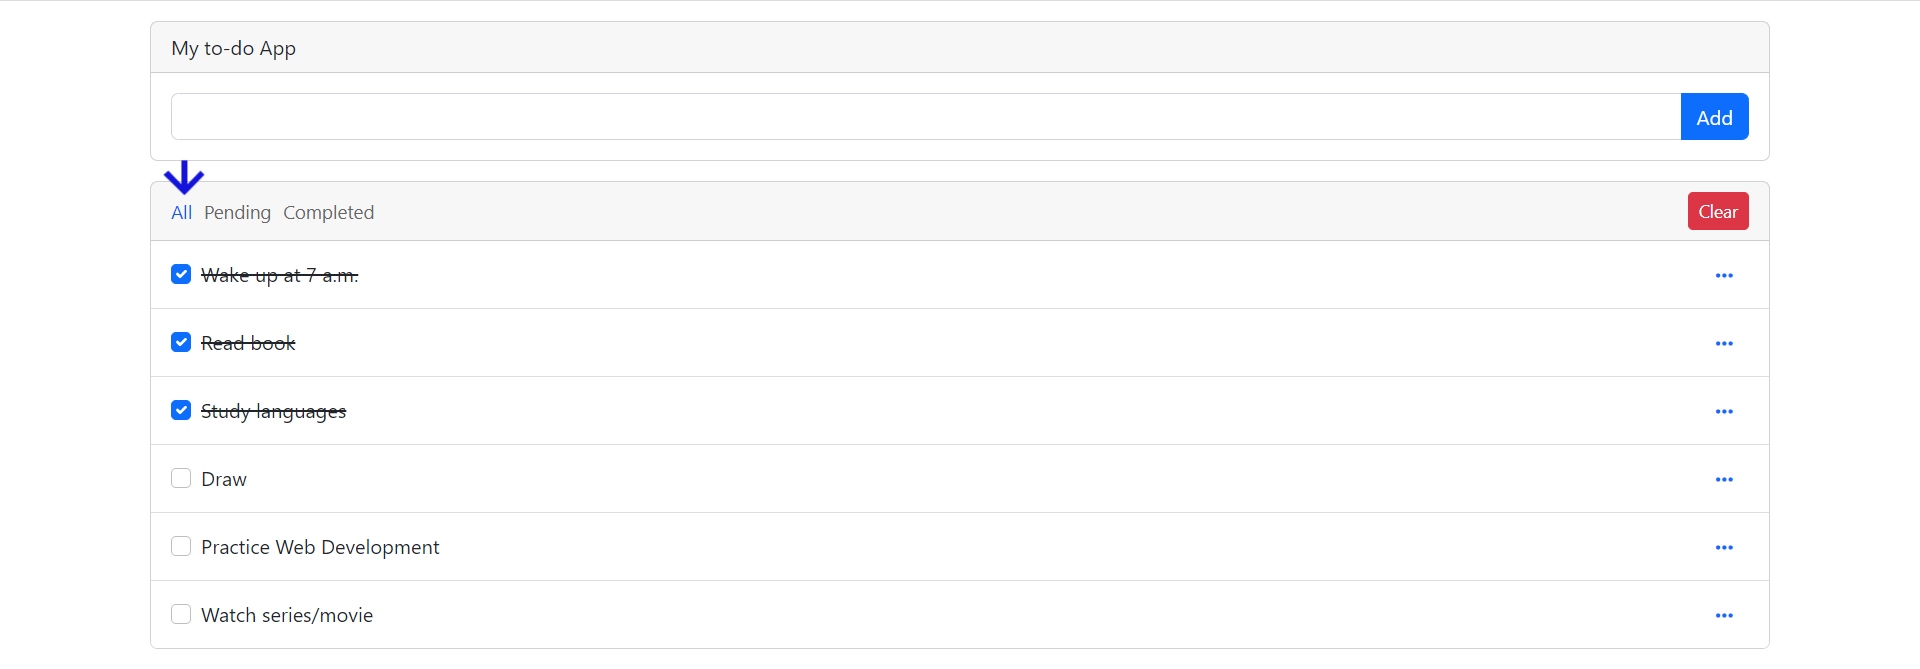 My to-do App
Add
All Pending Completed Clear
Wake up at 7 a.m.
Read book
Study languages
Draw
Practice Web Development
Watch series/movie